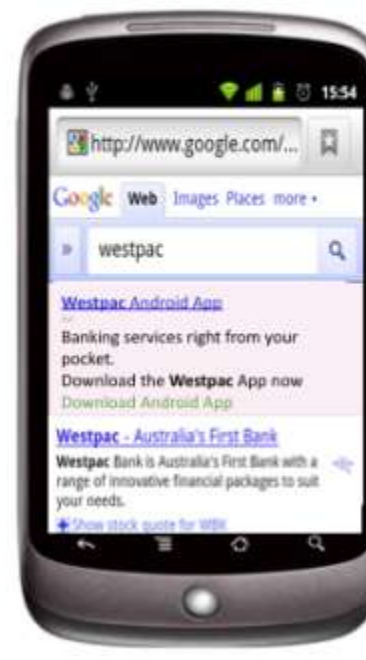 15:54
http://www.google.com/...
Google Web Images Places more
» westpac
Westpac Android App
Banking services right from your
pocket.
Download the Westpac App now
Download Android App
Westpac - Australia's First Bank
Westpac Bank is Australia's First Bank with a
range of innovative financial packages to suit
your needs.
Show stock quote for WBK